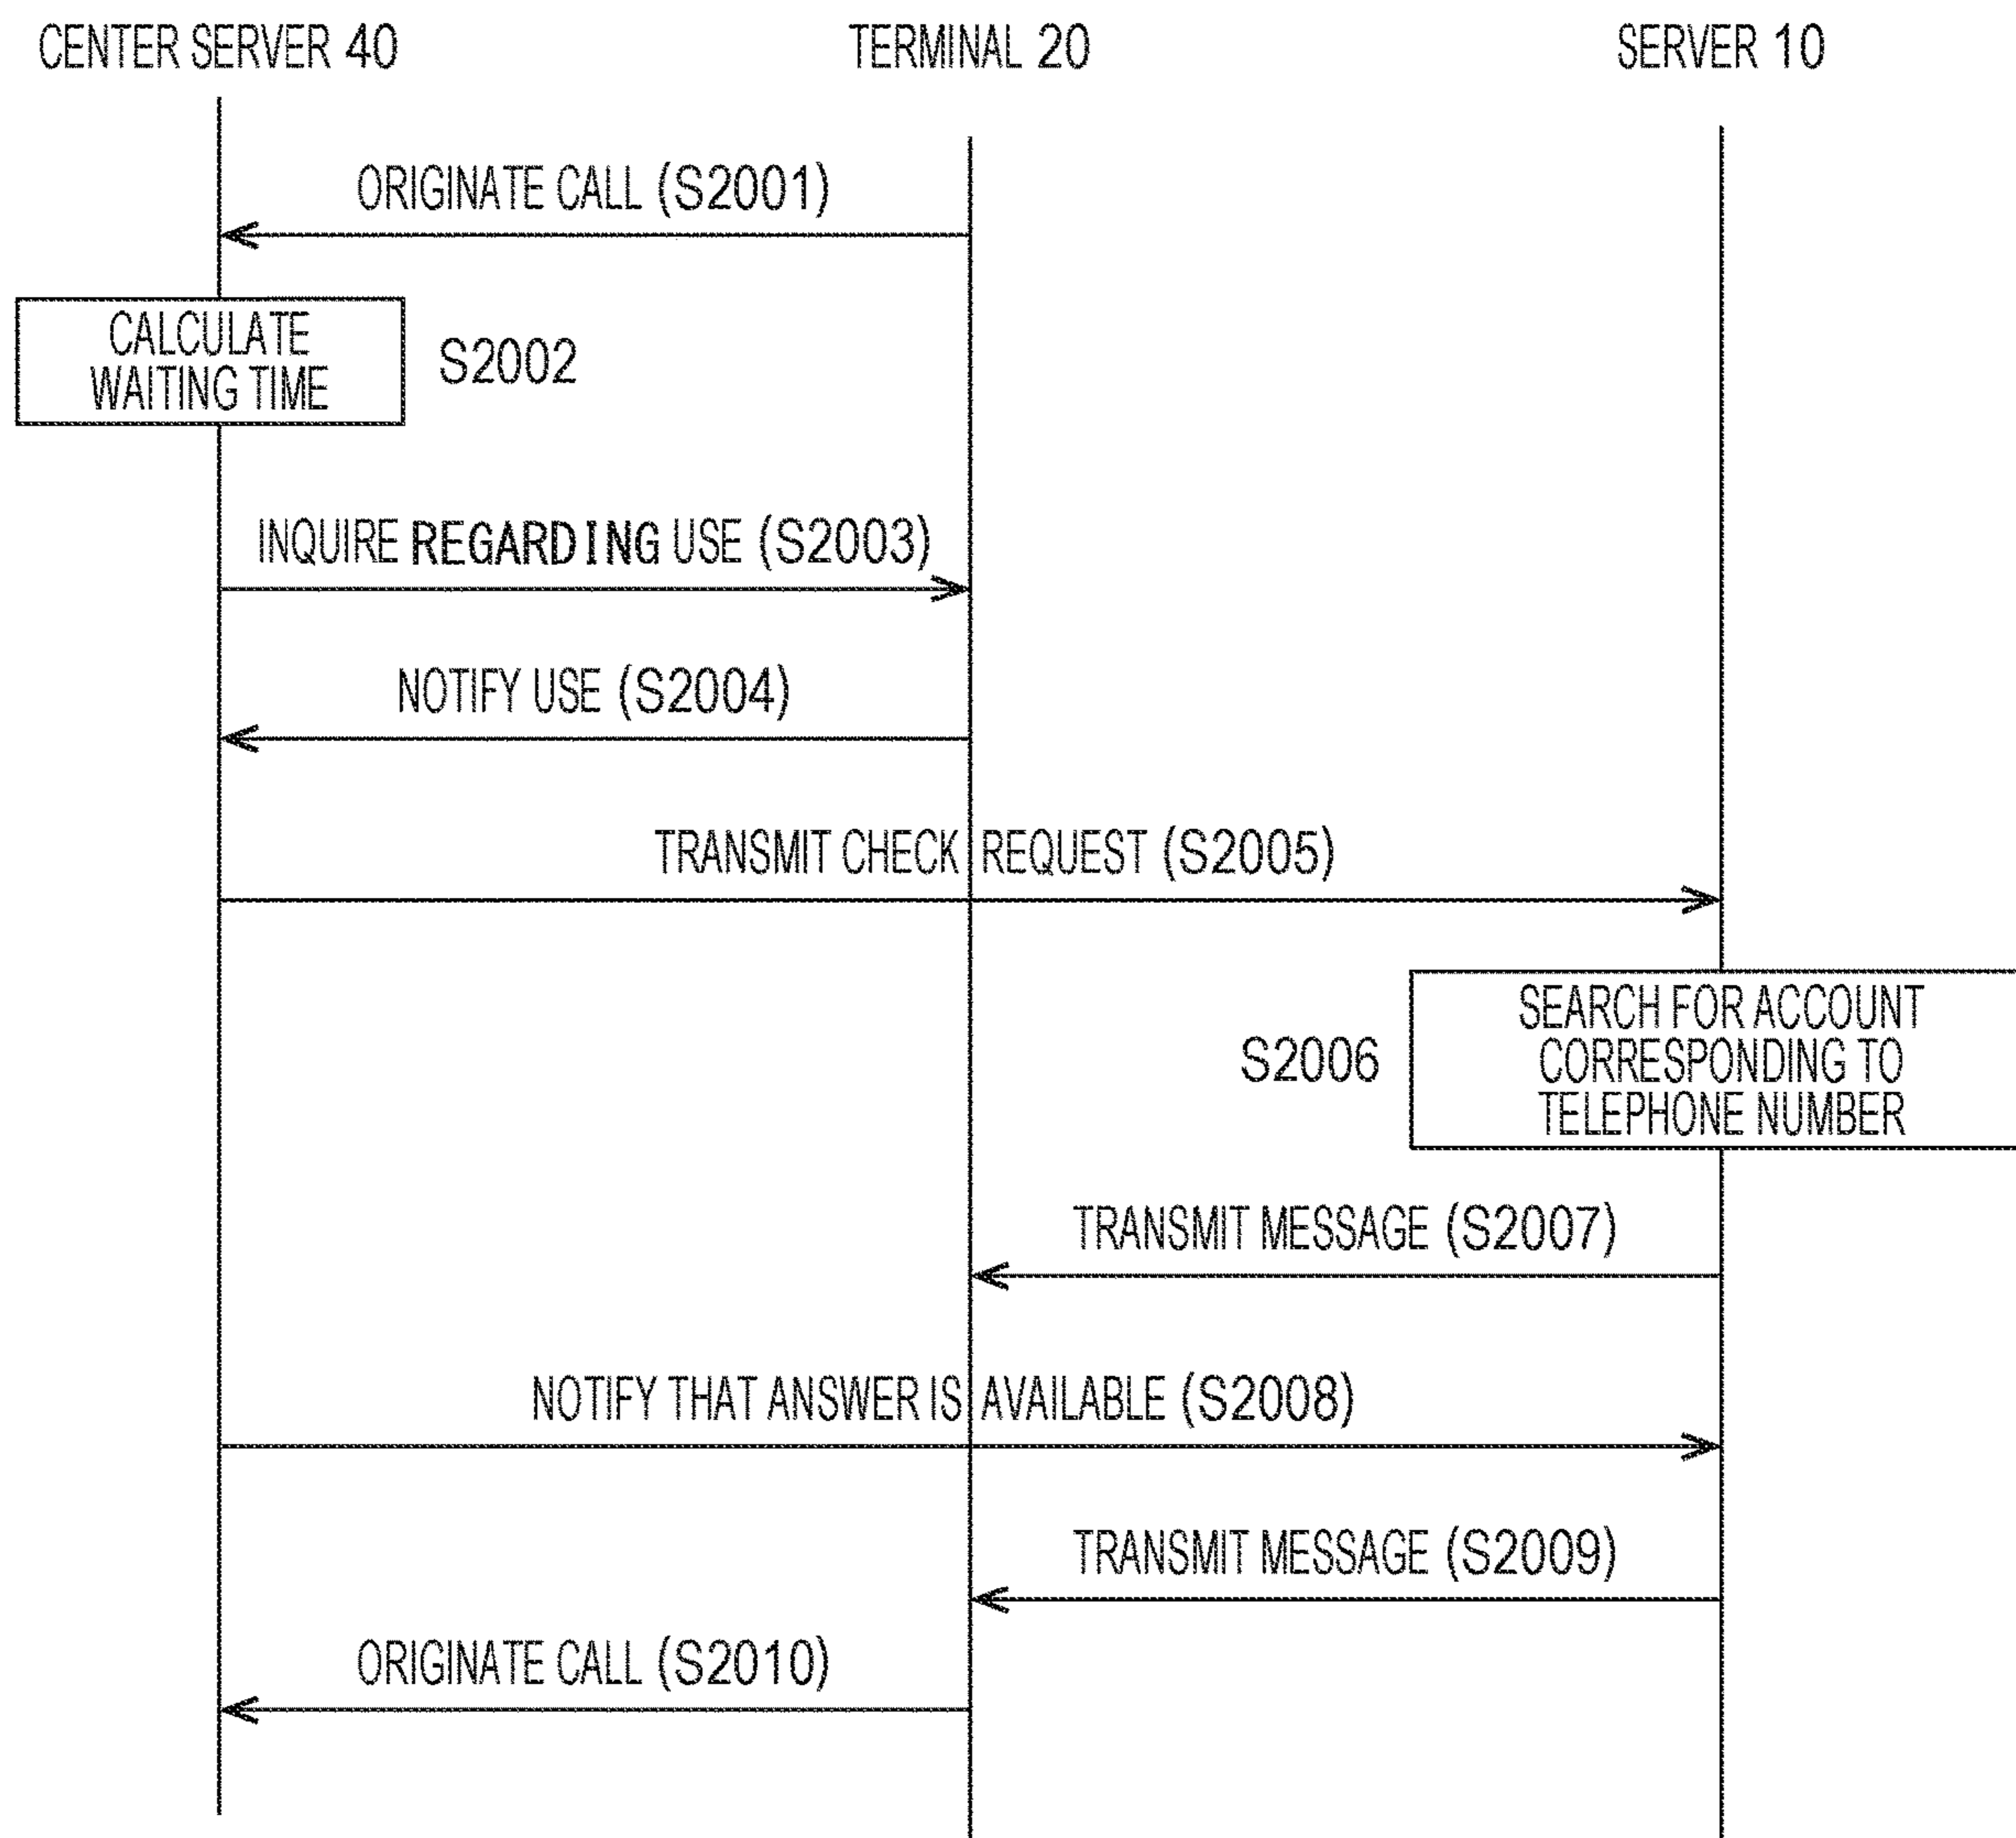 CENTER SERVER 40
TERMINAL 20
SERVER 10
ORIGINATE CALL (S2001)
CALCULATE
WAITING TIME
S2002
INQUIRE REGARDING USE (S2003)
NOTIFY USE (S2004)
TRANSMIT CHECK REQUEST (S2005)
S2006
SEARCH FOR ACCOUNT
CORRESPONDING TO
TELEPHONE NUMBER
TRANSMIT MESSAGE (S2007)
NOTIFY THAT ANSWER IS AVAILABLE (S2008)
TRANSMIT MESSAGE (S2009)
ORIGINATE CALL (S2010)